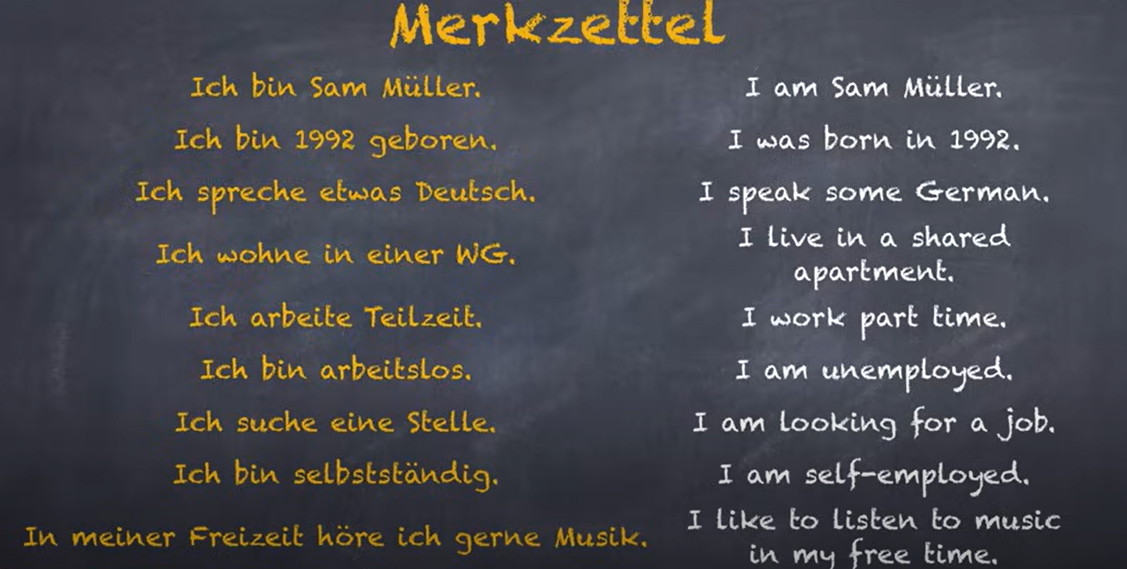 Merkzettel
Ich bin Sam Müller.
I am Sam Müller.
Ich bin 1992 geboren.
I was born in 1992.
Ich spreche etwas Deutsch.
I speak some German.
Ich wohne in einer WG.
I live in a shared
apartment.
Ich arbeite Teilzeit.
I work part time.
Ich bin arbeitslos.
I am unemployed.
Ich suche eine Stelle.
I am looking for a job.
Ich bin selbstständig.
I am self-employed.
In meiner Freizeit höre ich gerne Musik.
I like to listen to music
in my free time.